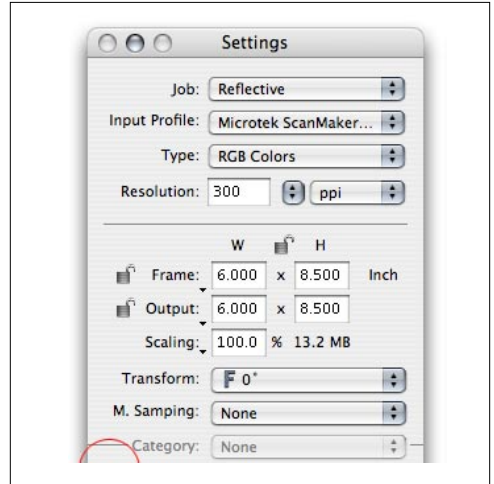 Settings
Job: Reflective
Input Profile: Microtek ScanMaker...
Type: RGB Colors
Resolution: 300 ppi
W H
Frame: 6.000 x 8.500 Inch
Output: 6.000 x 8.500
Scaling: 100.0 % 13.2 MB
Transform: F 0°
M. Sampling: None
Category: None